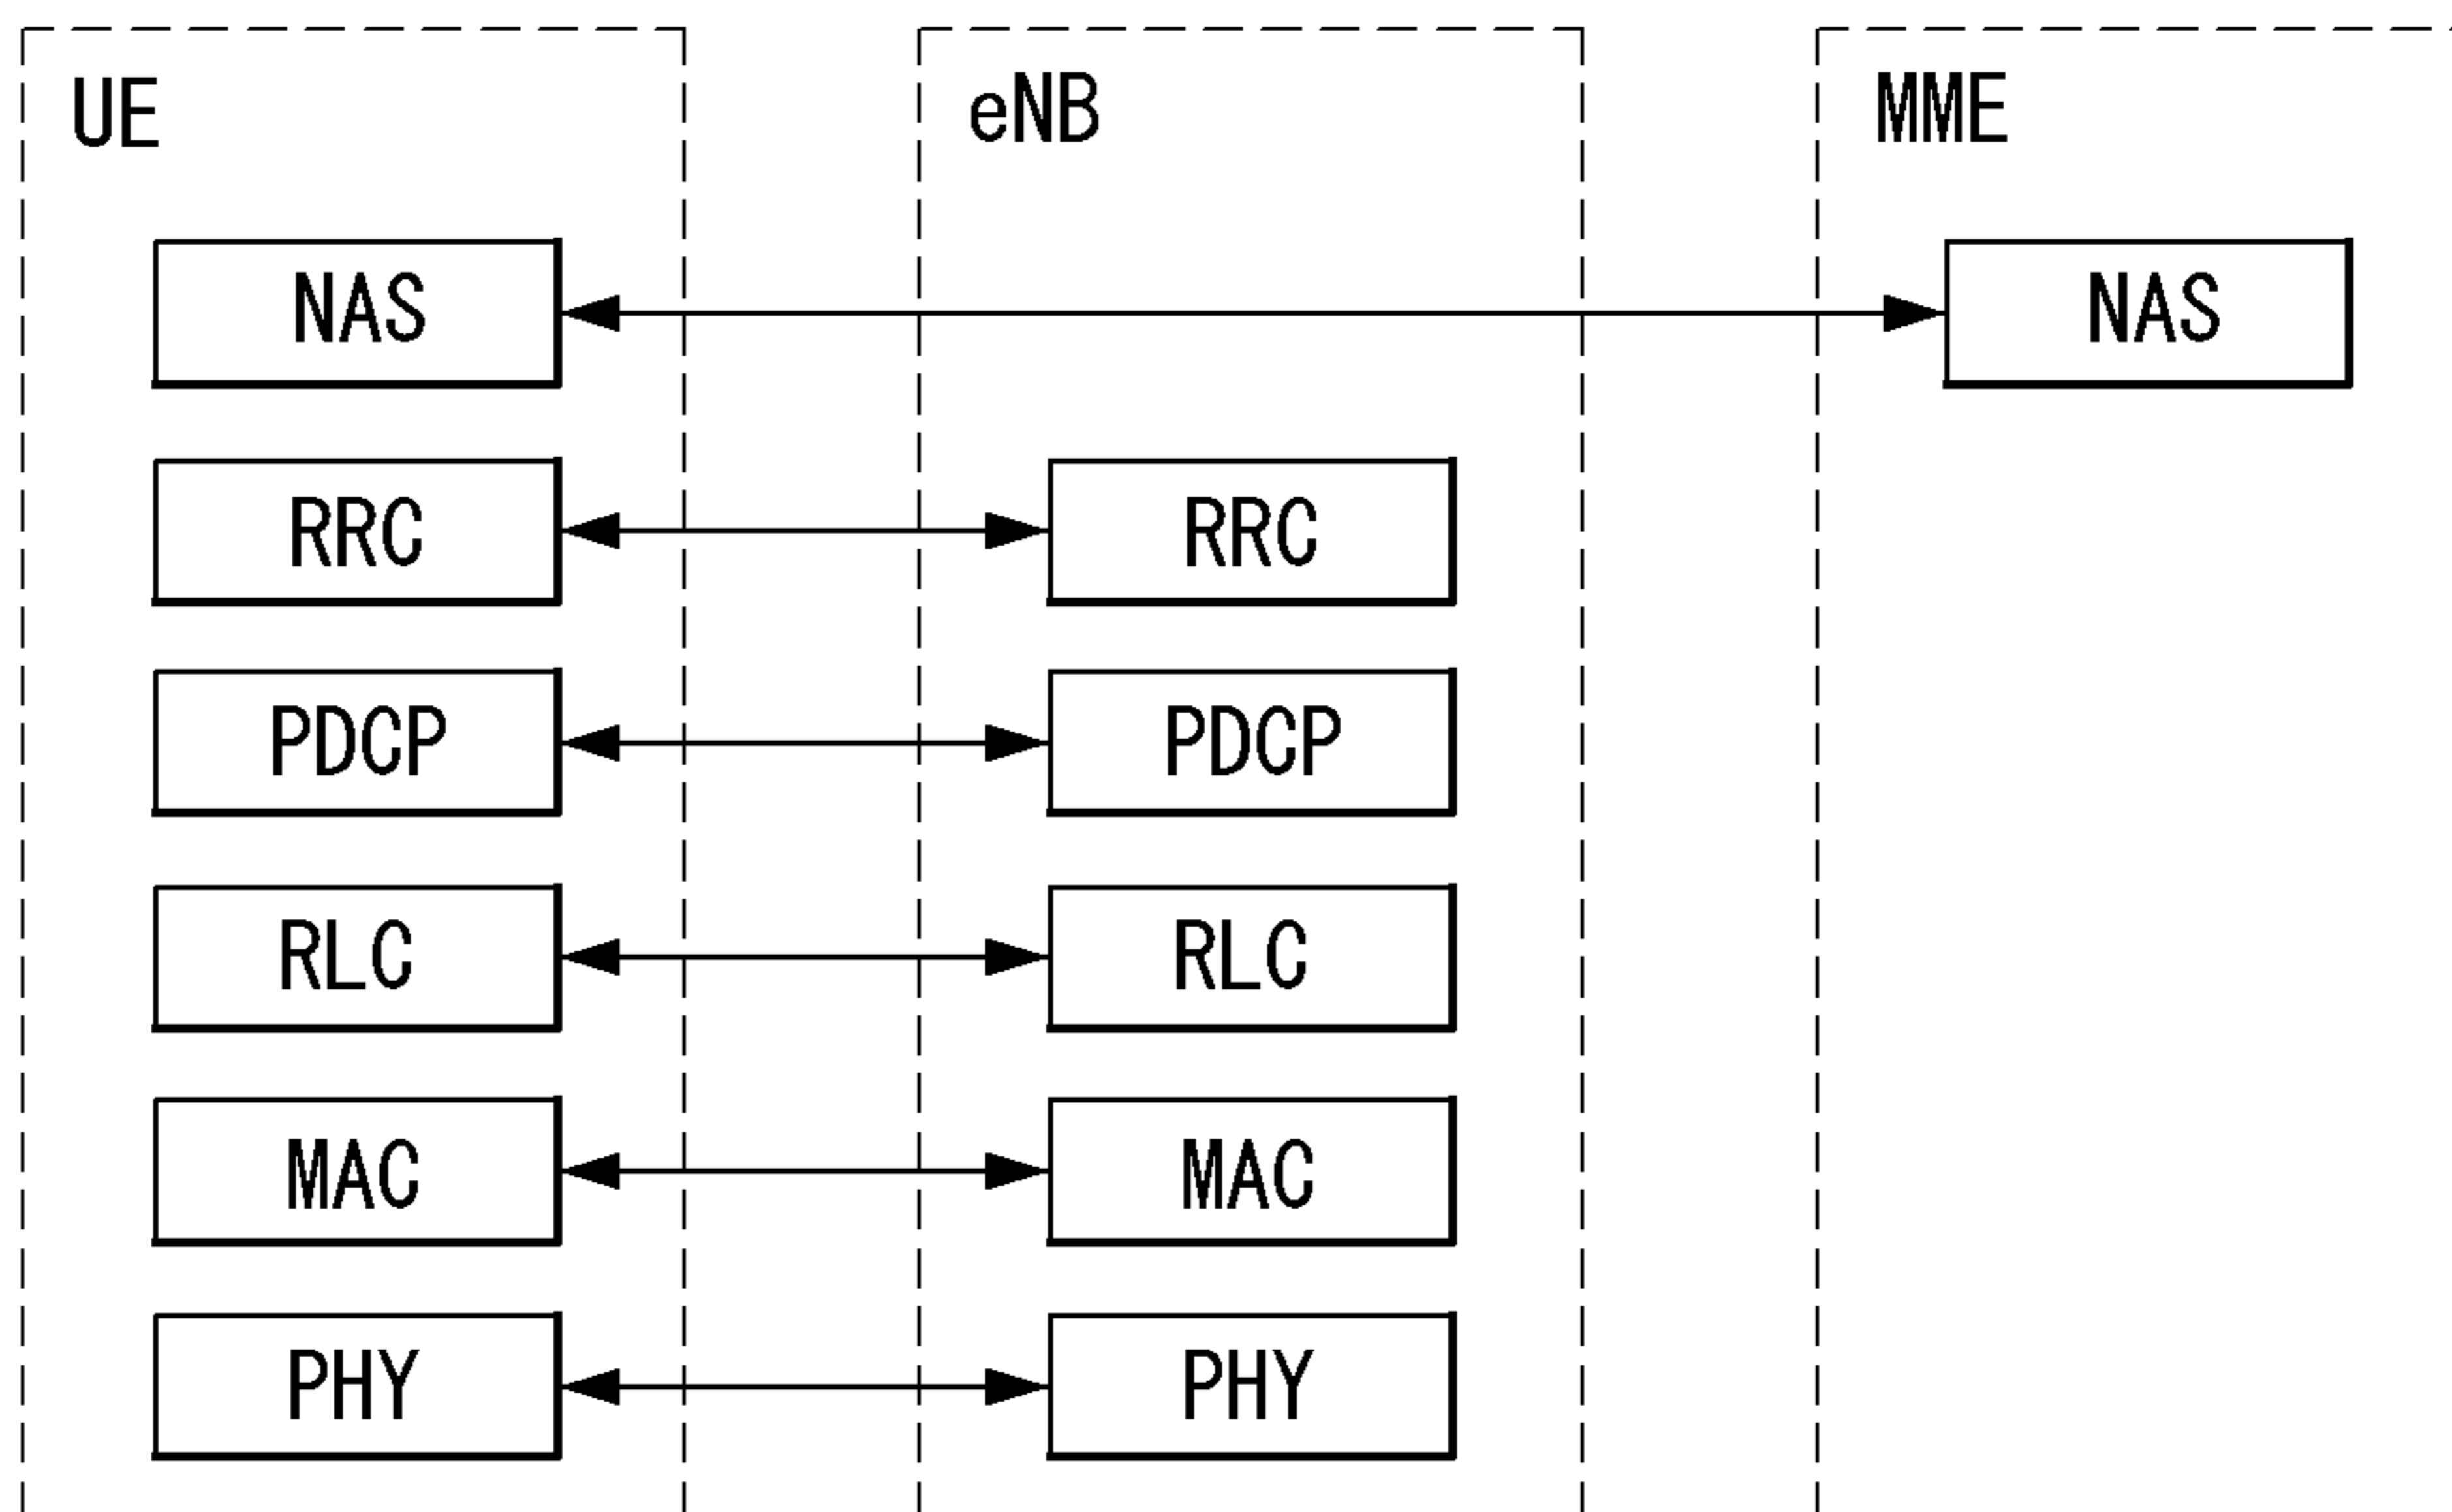 UE eNB MME
NAS NAS
RRC RRC
PDCP PDCP
RLC RLC
MAC MAC
PHY PHY